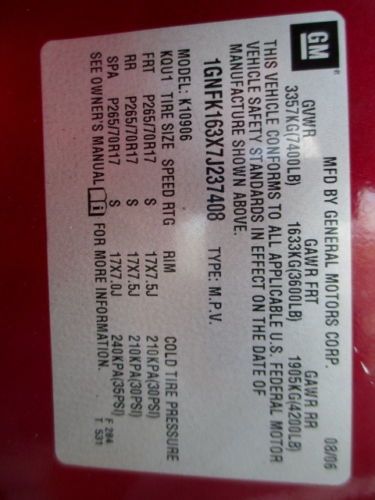 GM®
MFD BY GENERAL MOTORS CORP. 08/06
GVWR GAWR FRT GAWR RR
3357KG(7400LB) 1633KG(3600LB) 1905KG(4200LB)
THIS VEHICLE CONFORMS TO ALL APPLICABLE U.S. FEDERAL MOTOR
VEHICLE SAFETY STANDARDS IN EFFECT ON THE DATE OF
MANUFACTURE SHOWN ABOVE.
1GNFK163X7J237408 TYPE: M.P.V.
MODEL: K10906
KQU1 TIRE SIZE SPEED RTG RIM COLD TIRE PRESSURE
FRT P265/70R17 S 17X7.5J 210KPA(30PSI)
RR P265/70R17 S 17X7.5J 210KPA(30PSI)
SPA P265/70R17 S 17X7.0J 240KPA(35PSI)
SEE OWNER'S MANUAL i FOR MORE INFORMATION
F 284
T 531